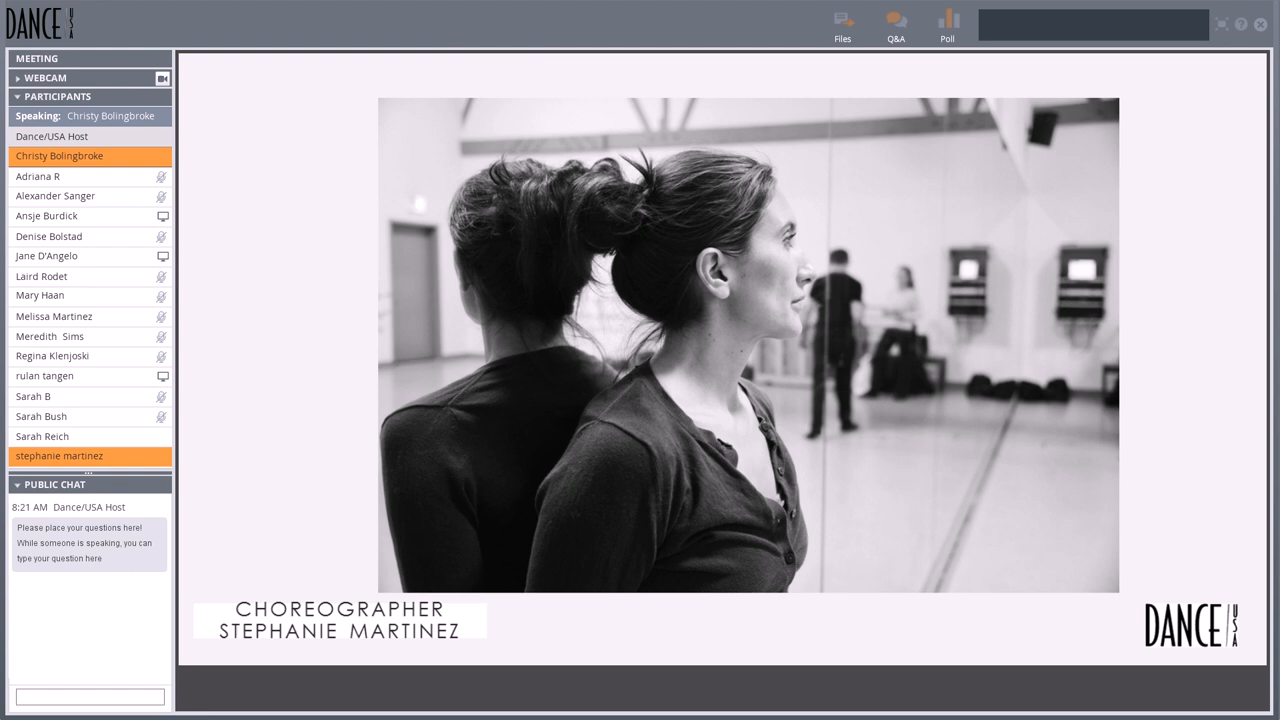 DANCE USA
Files
Q&A
Poll
MEETING
WEBCAM
PARTICIPANTS
Speaking: Christy Bolingbroke
Dance/USA Host
Christy Bolingbroke
Adriana R
Alexander Sanger
Ansje Burdick
Denise Bolstad
Jane D'Angelo
Laird Rodet
Mary Haan
Melissa Martinez
Meredith Sims
Regina Klenjoski
rulan tangen
Sarah B
Sarah Bush
Sarah Reich
stephanie martinez
PUBLIC CHAT
8:21 AM Dance/USA Host
Please place your questions here!
While someone is speaking, you can
type your question here
CHOREOGRAPHER
STEPHANIE MARTINEZ
DANCE/USA